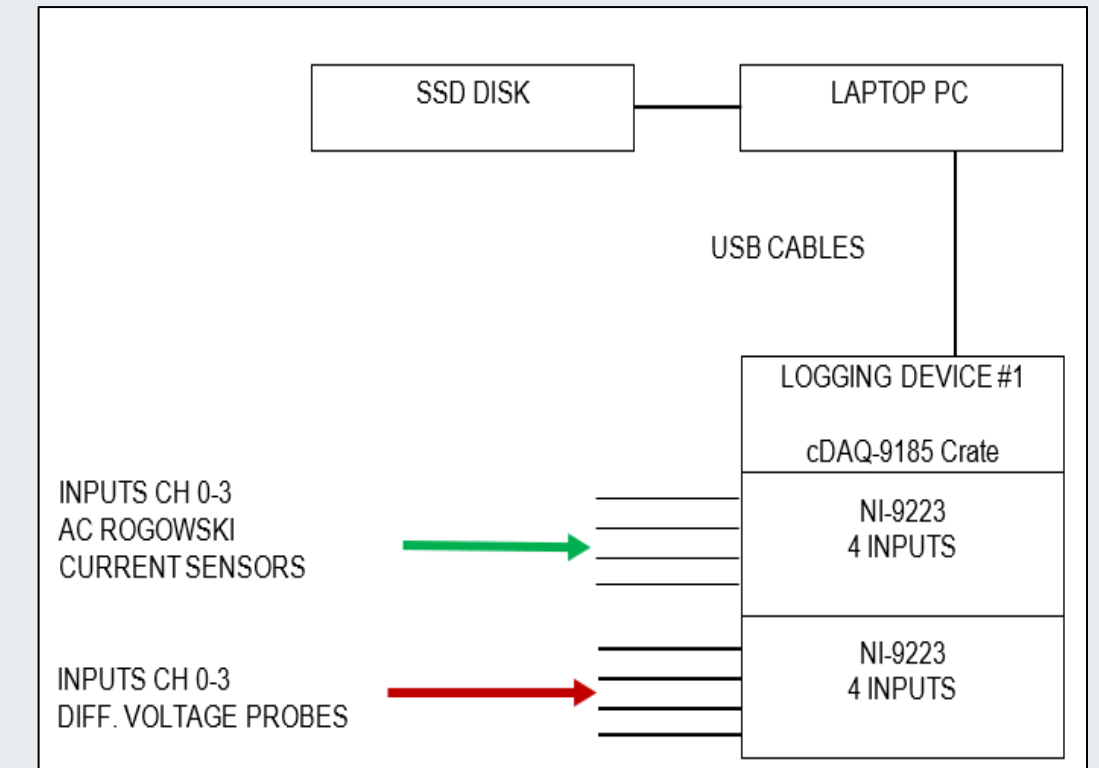 SSD DISK
LAPTOP PC
USB CABLES
LOGGING DEVICE #1
cDAQ-9185 Crate
INPUTS CH 0-3
AC ROGOWSKI
CURRENT SENSORS
NI-9223
4 INPUTS
INPUTS CH 0-3
DIFF. VOLTAGE PROBES
NI-9223
4 INPUTS